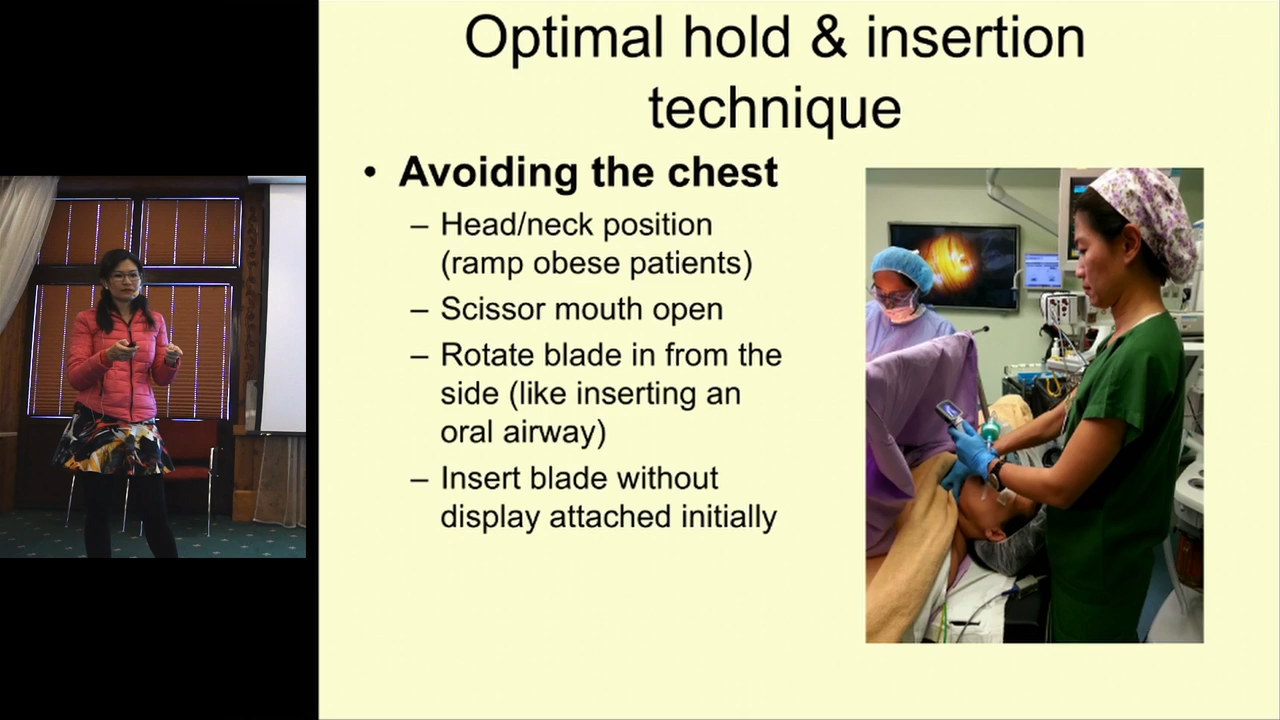 Optimal hold & insertion
technique
• Avoiding the chest
– Head/neck position
(ramp obese patients)
– Scissor mouth open
– Rotate blade in from the
side (like inserting an
oral airway)
– Insert blade without
display attached initially